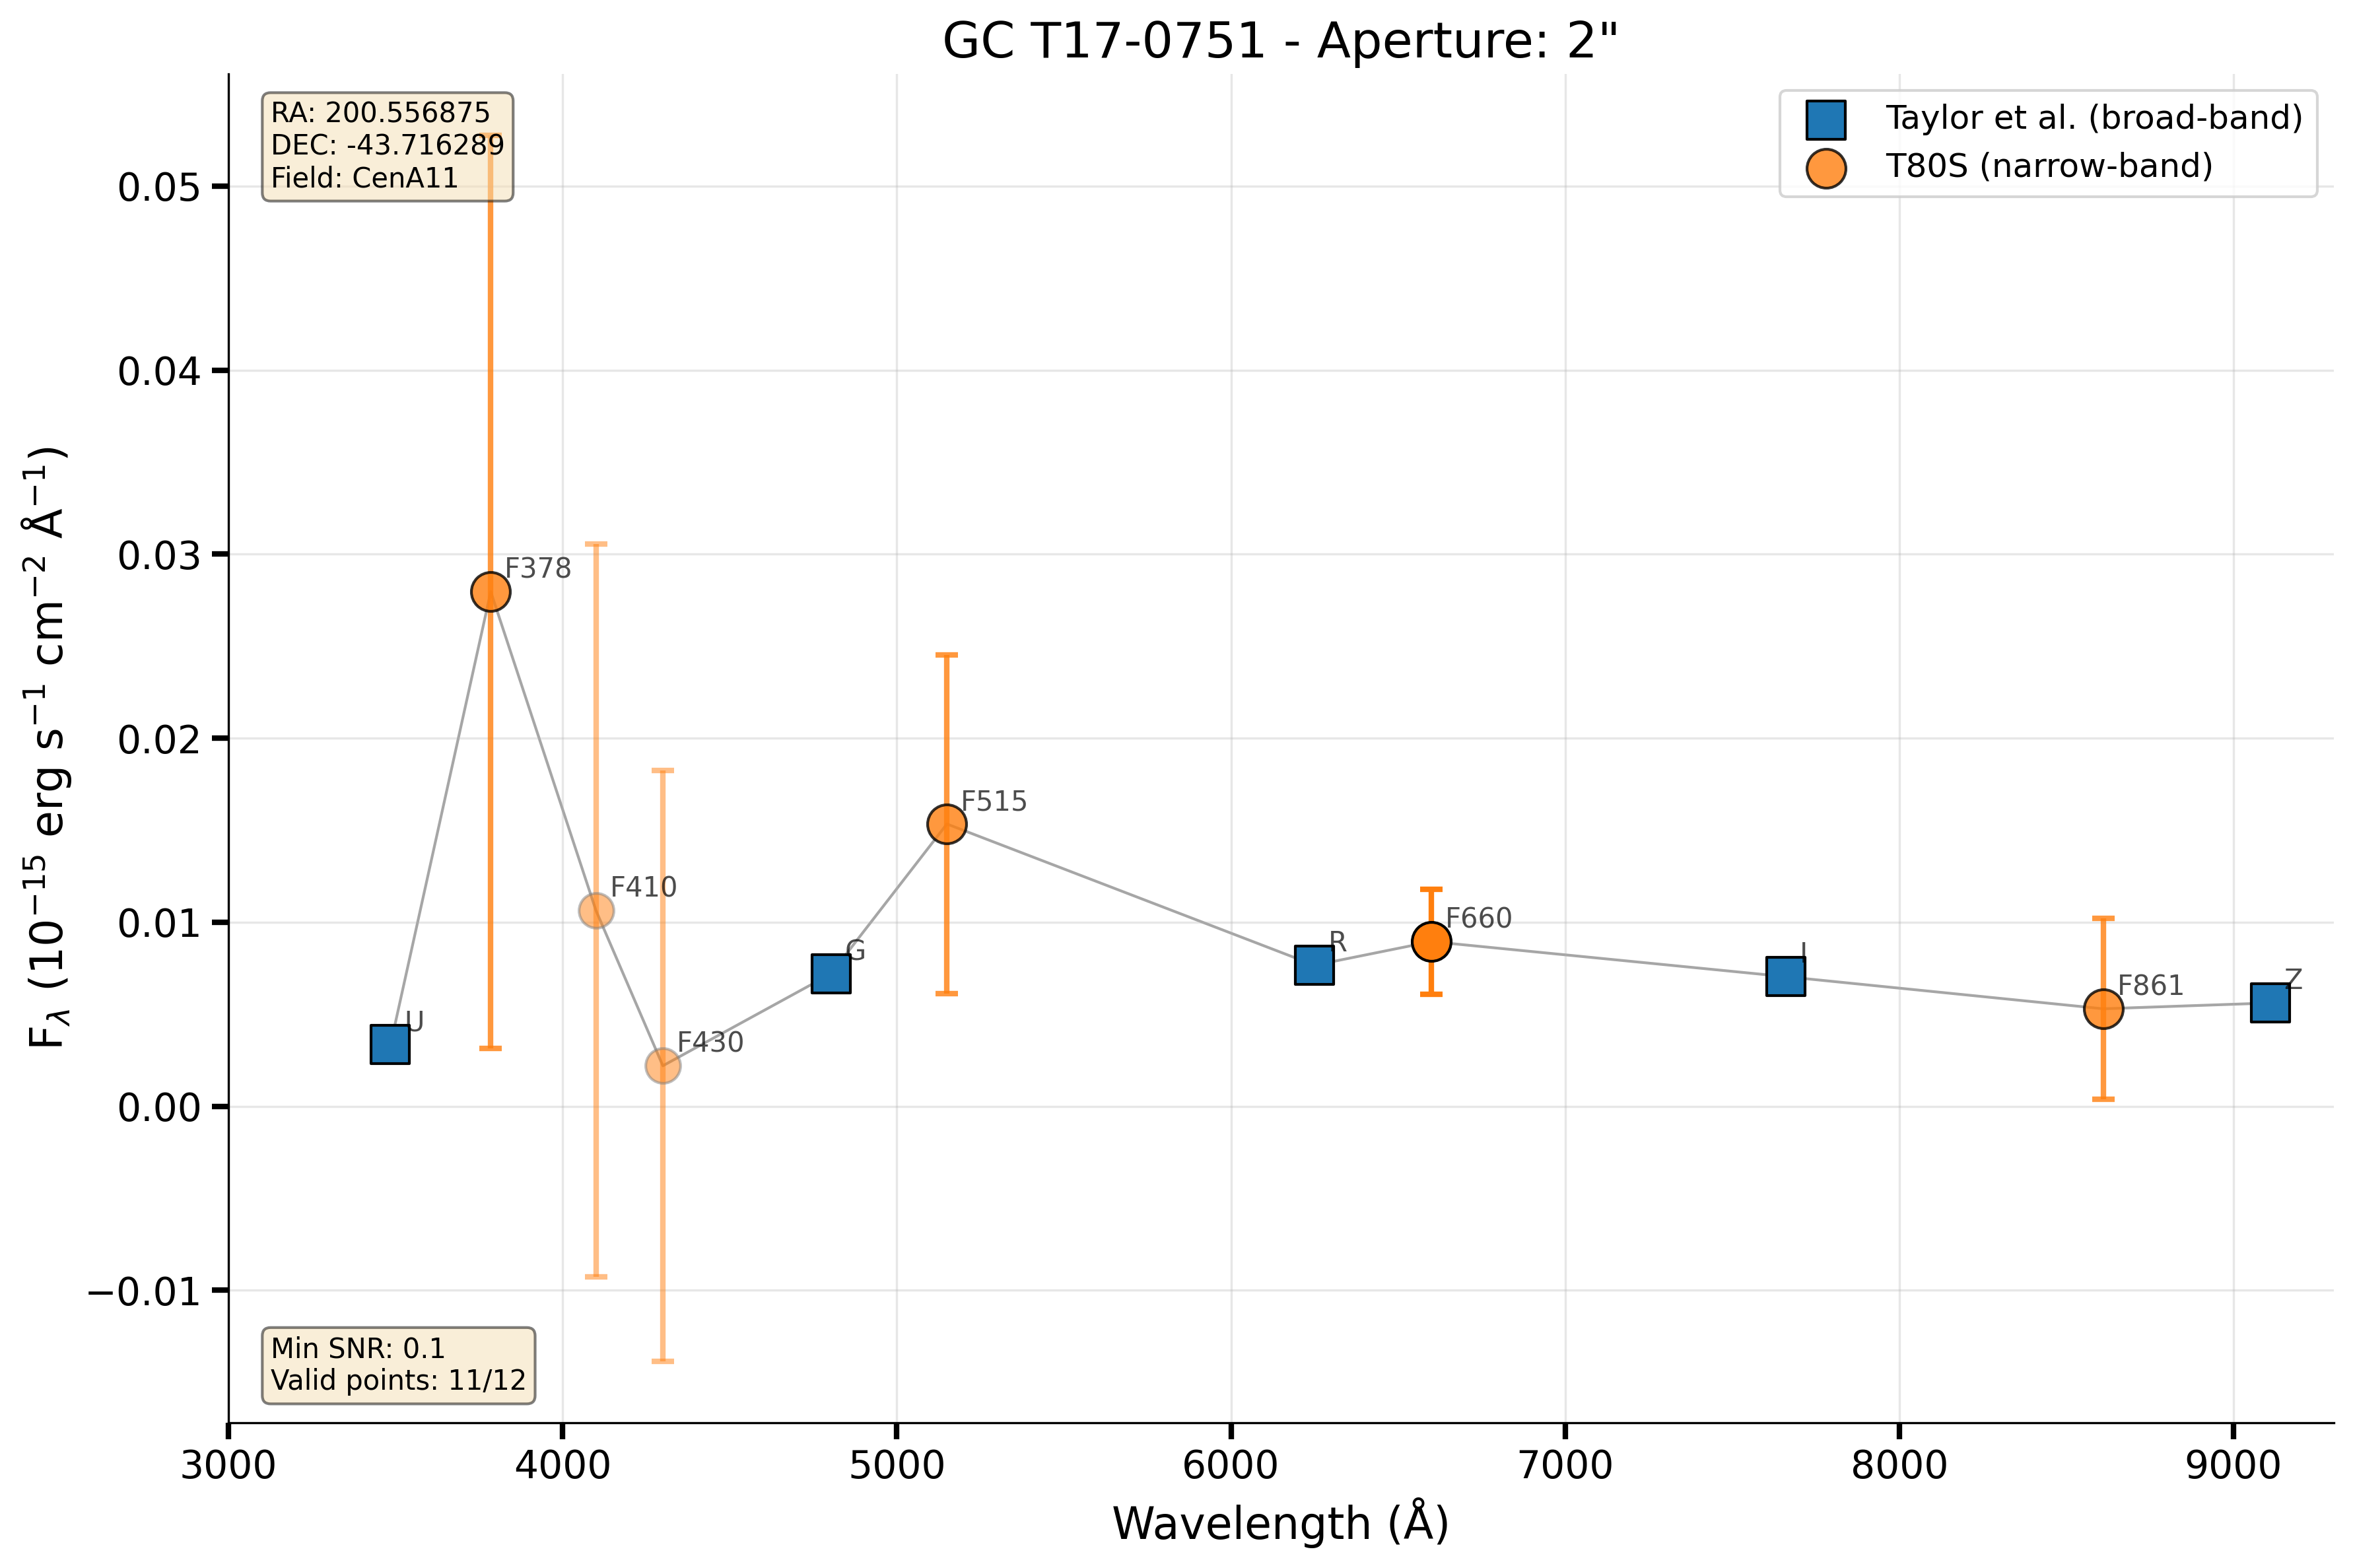 GC T17-0751 - Aperture: 2"
RA: 200.556875
DEC: -43.716289
Field: CenA11
Taylor et al. (broad-band)
T80S (narrow-band)
F_λ (10⁻¹⁵ erg s⁻¹ cm⁻² Å⁻¹)
0.05
0.04
0.03
0.02
0.01
0.00
−0.01
U
F378
F410
F430
G
F515
R
F660
I
F861
Z
Min SNR: 0.1
Valid points: 11/12
3000 4000 5000 6000 7000 8000 9000
Wavelength (Å)